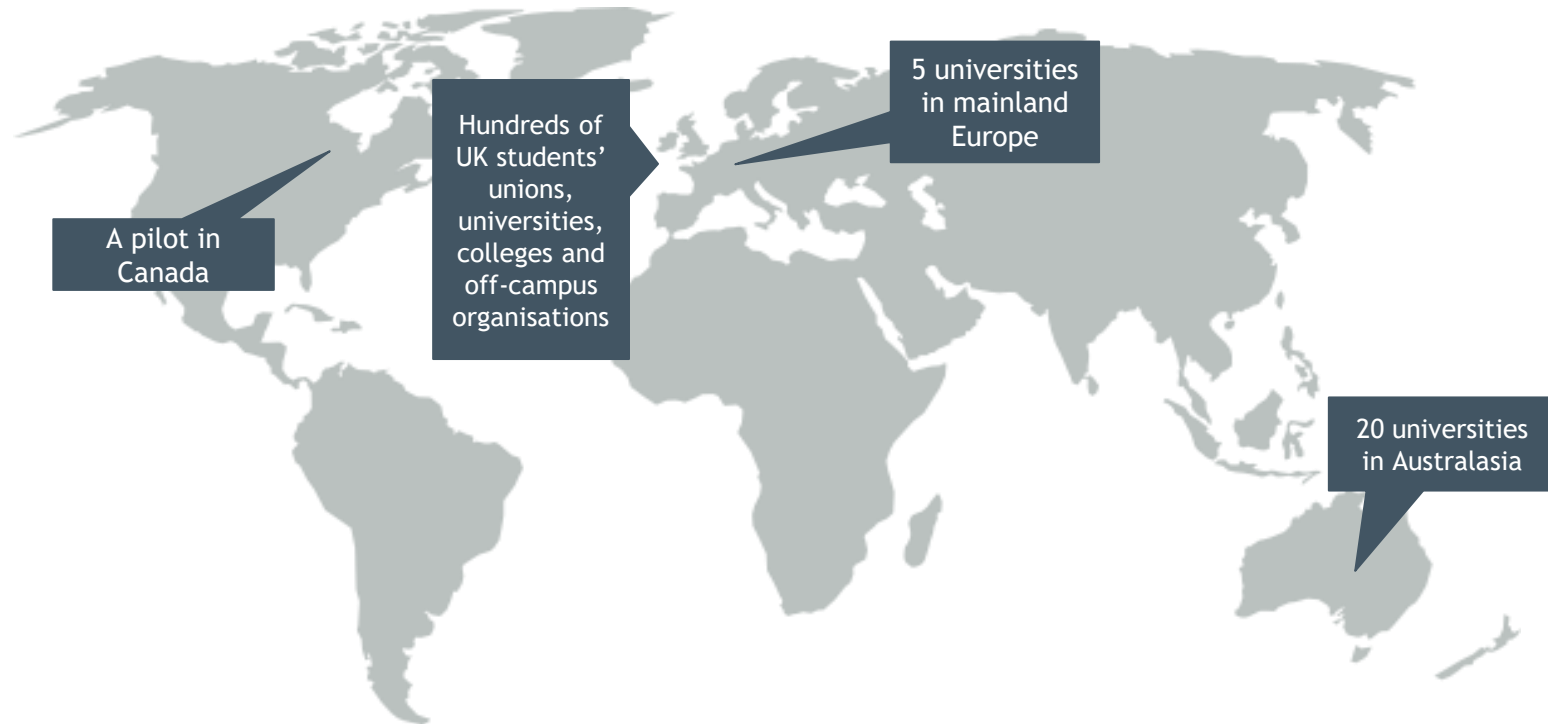 5 universities
in mainland
Europe
Hundreds of
UK students’
unions,
universities,
colleges and
off-campus
organisations
A pilot in
Canada
20 universities
in Australasia